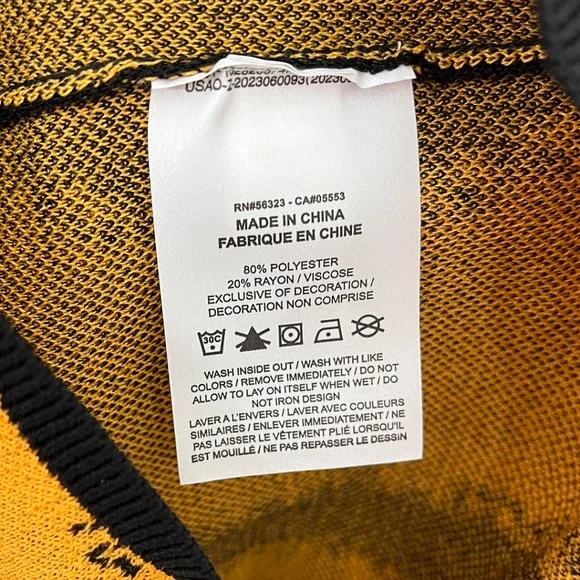 USAO-
2023060093(2023
RN#56323 - CA#05553
MADE IN CHINA
FABRIQUE EN CHINE
80% POLYESTER
20% RAYON / VISCOSE
EXCLUSIVE OF DECORATION /
DECORATION NON COMPRISE
30C
WASH INSIDE OUT / WASH WITH LIKE
COLORS / REMOVE IMMEDIATELY / DO NOT
ALLOW TO LAY ON ITSELF WHEN WET / DO
NOT IRON DESIGN
LAVER A L'ENVERS / LAVER AVEC COULEURS
SIMILAIRES / ENLEVER IMMEDIATEMENT / NE
PAS LAISSER LE VÊTEMENT PLIÉ LORSQU'IL
EST MOUILLÉ / NE PAS REPASSER LE DESSIN